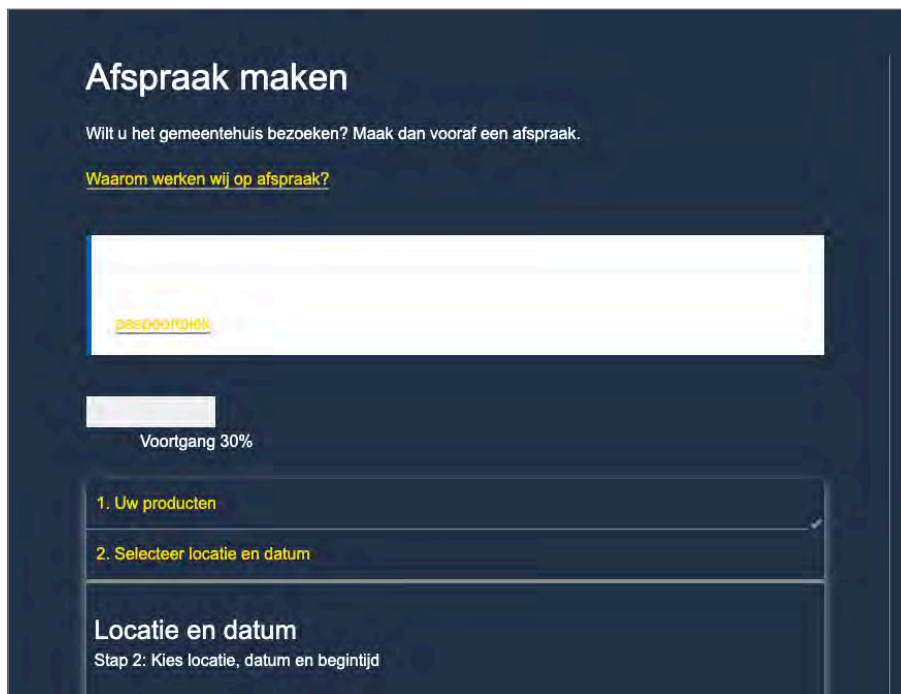 Afspraak maken
Wilt u het gemeentehuis bezoeken? Maak dan vooraf een afspraak.
Waarom werken wij op afspraak?
paspoortpiek
Voortgang 30%
1. Uw producten
2. Selecteer locatie en datum
Locatie en datum
Stap 2: Kies locatie, datum en begintijd